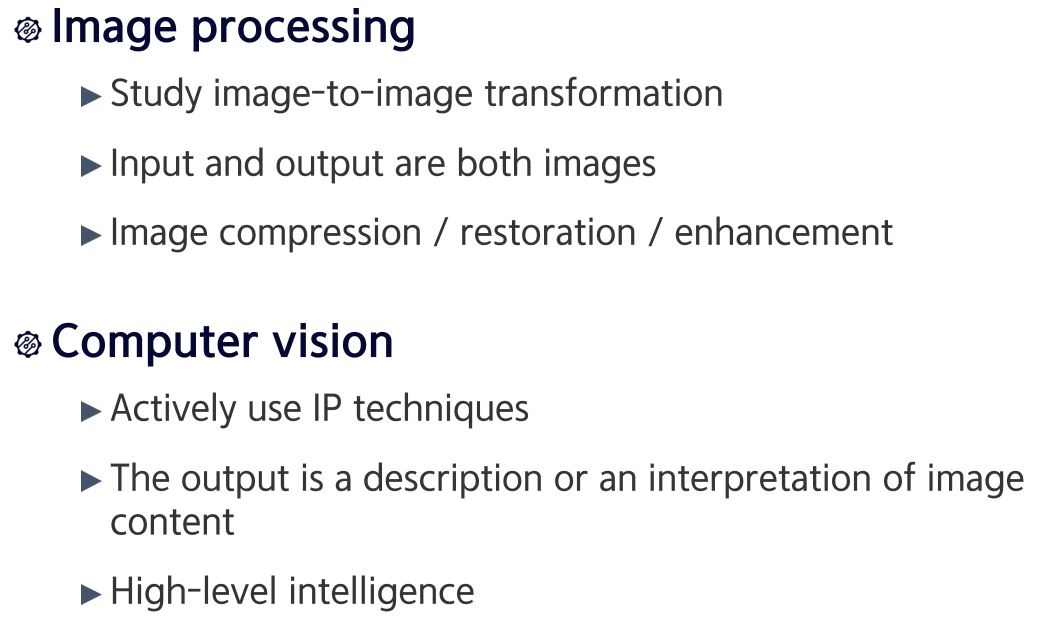 Image processing
Study image-to-image transformation
Input and output are both images
Image compression / restoration / enhancement
Computer vision
Actively use IP techniques
The output is a description or an interpretation of image
content
High-level intelligence